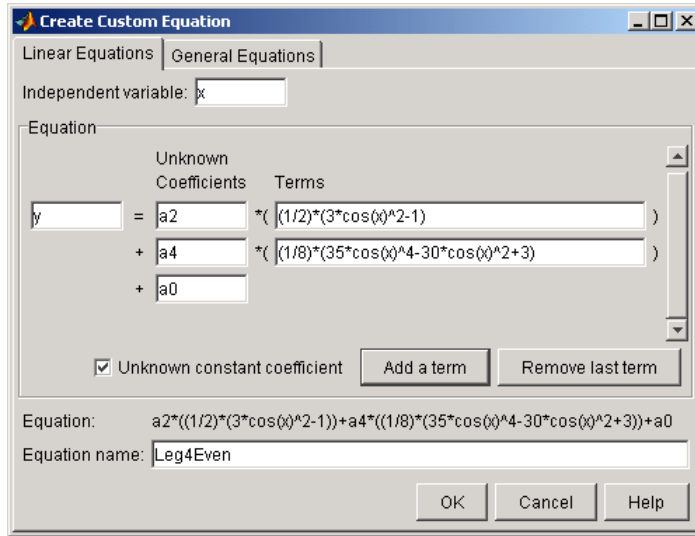 Create Custom Equation
Linear Equations General Equations
Independent variable: x
Equation
Unknown
Coefficients Terms
y = a2 *( (1/2)*(3*cos(x)^2-1) )
+ a4 *( (1/8)*(35*cos(x)^4-30*cos(x)^2+3) )
+ a0
Unknown constant coefficient Add a term Remove last term
Equation: a2*((1/2)*(3*cos(x)^2-1))+a4*((1/8)*(35*cos(x)^4-30*cos(x)^2+3))+a0
Equation name: Leg4Even
OK Cancel Help